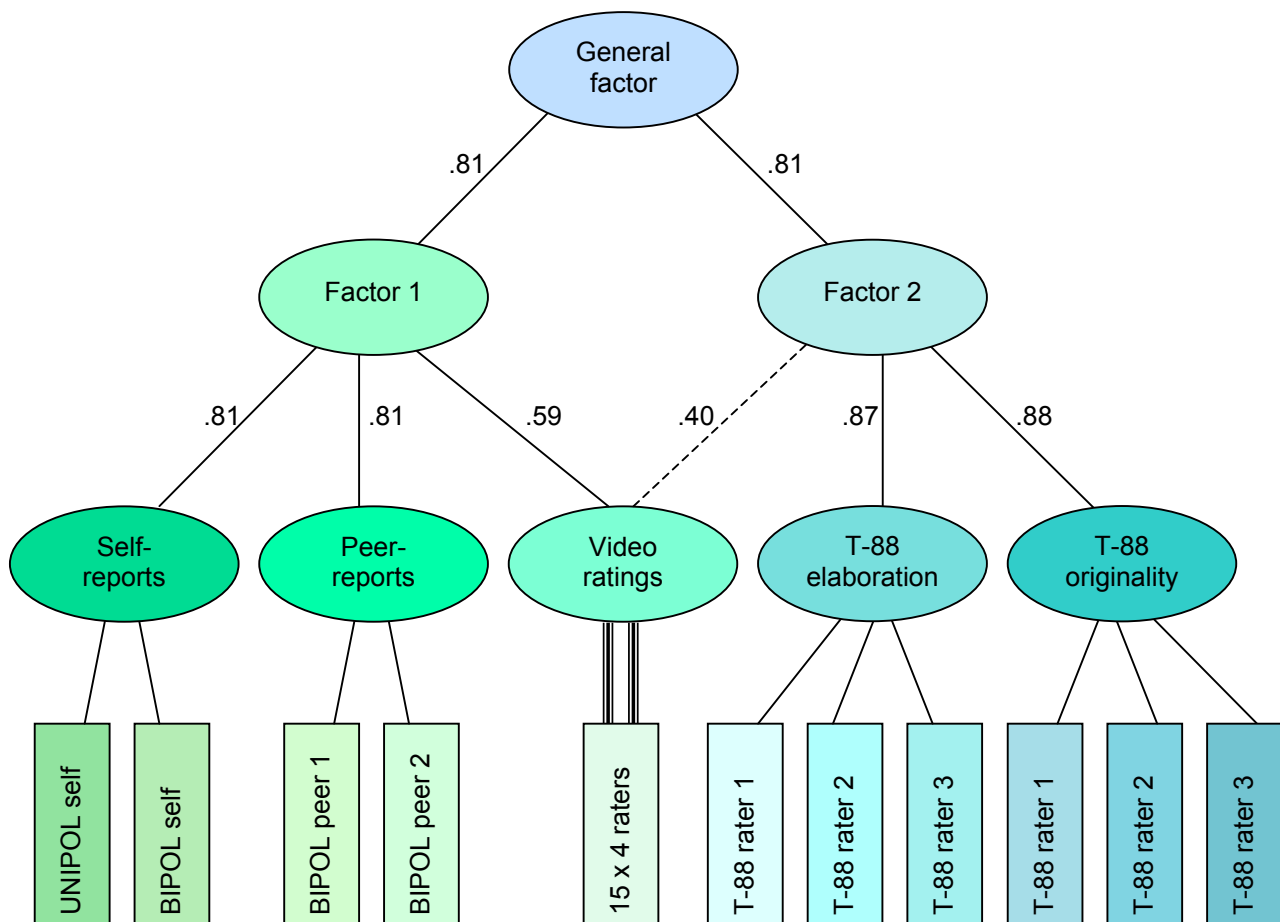 General
factor
.81
.81
Factor 1
Factor 2
.81
.81
.59
.40
.87
.88
Self-
reports
Peer-
reports
Video
ratings
T-88
elaboration
T-88
originality
UNIPOL self
BIPOL self
BIPOL peer 1
BIPOL peer 2
15 x 4 raters
T-88 rater 1
T-88 rater 2
T-88 rater 3
T-88 rater 1
T-88 rater 2
T-88 rater 3